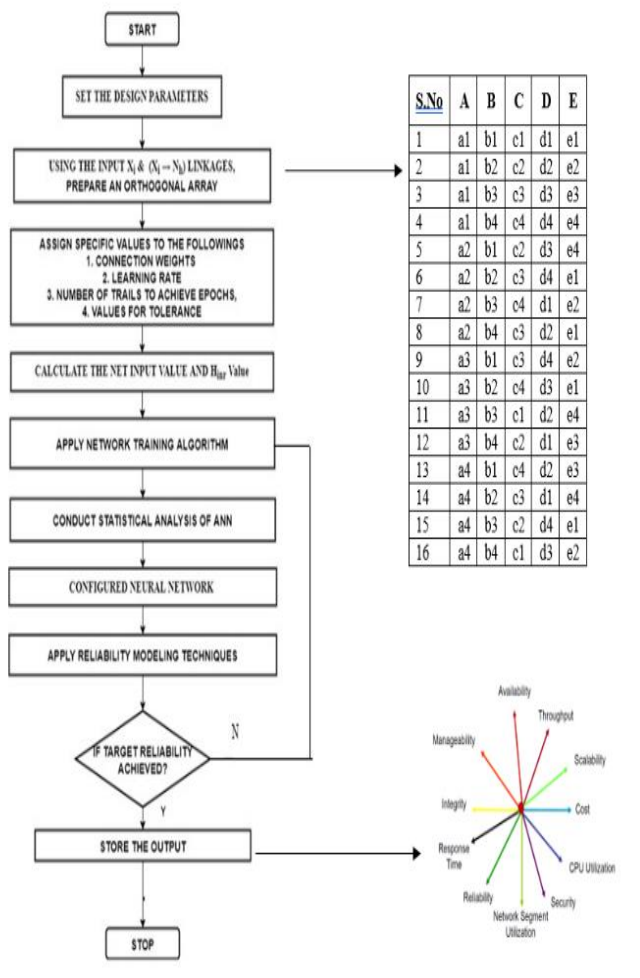 START
SET THE DESIGN PARAMETERS
USING THE INPUT Xi & (Xi – Nh) LINKAGES,
PREPARE AN ORTHOGONAL ARRAY
ASSIGN SPECIFIC VALUES TO THE FOLLOWINGS
1. CONNECTION WEIGHTS
2. LEARNING RATE
3. NUMBER OF TRAILS TO ACHIEVE EPOCHS,
4. VALUES FOR TOLERANCE
CALCULATE THE NET INPUT VALUE AND Value
APPLY NETWORK TRAINING ALGORITHM
CONDUCT STATISTICAL ANALYSIS OF ANN
CONFIGURED NEURAL NETWORK
APPLY RELIABILITY MODELING TECHNIQUES
IF TARGET RELIABILITY
ACHIEVED?
N
Y
STORE THE OUTPUT
STOP
S.No A B C D E
1 a1 b1 c1 d1 e1
2 a1 b2 c2 d2 e2
3 a1 b3 c3 d3 e3
4 a1 b4 c4 d4 e4
5 a2 b1 c2 d3 e4
6 a2 b2 c3 d4 e1
7 a2 b3 c4 d1 e2
8 a2 b4 c3 d2 e1
9 a3 b1 c3 d4 e2
10 a3 b2 c4 d3 e1
11 a3 b3 c1 d2 e4
12 a3 b4 c2 d1 e3
13 a4 b1 c4 d2 e3
14 a4 b2 c3 d1 e4
15 a4 b3 c2 d4 e1
16 a4 b4 c1 d3 e2
Availability
Throughput
Manageability
Scalability
Integrity
Cost
Response
Time
CPU Utilization
Reliability
Security
Network Segment
Utilization